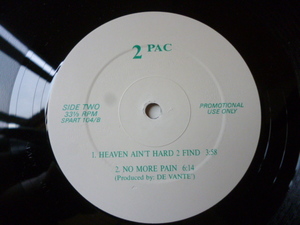 2 PAC
SIDE TWO
33⅓ RPM
SPART 104/B
PROMOTIONAL
USE ONLY
1. HEAVEN AIN'T HARD 2 FIND 3:58
2. NO MORE PAIN 6:14
(Produced by: DE VANTE')